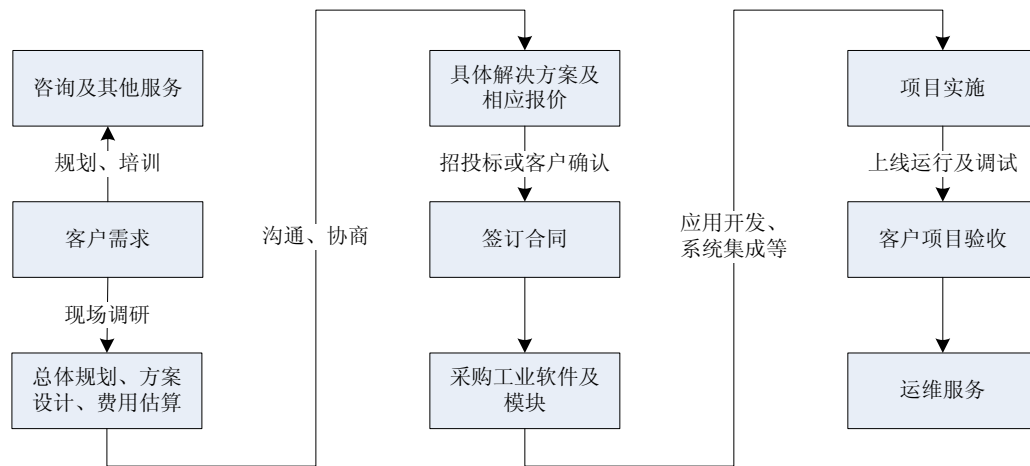 咨询及其他服务
规划、培训
客户需求
现场调研
总体规划、方案
设计、费用估算
沟通、协商
具体解决方案及
相应报价
招投标或客户确认
签订合同
采购工业软件及
模块
应用开发、
系统集成等
项目实施
上线运行及调试
客户项目验收
运维服务